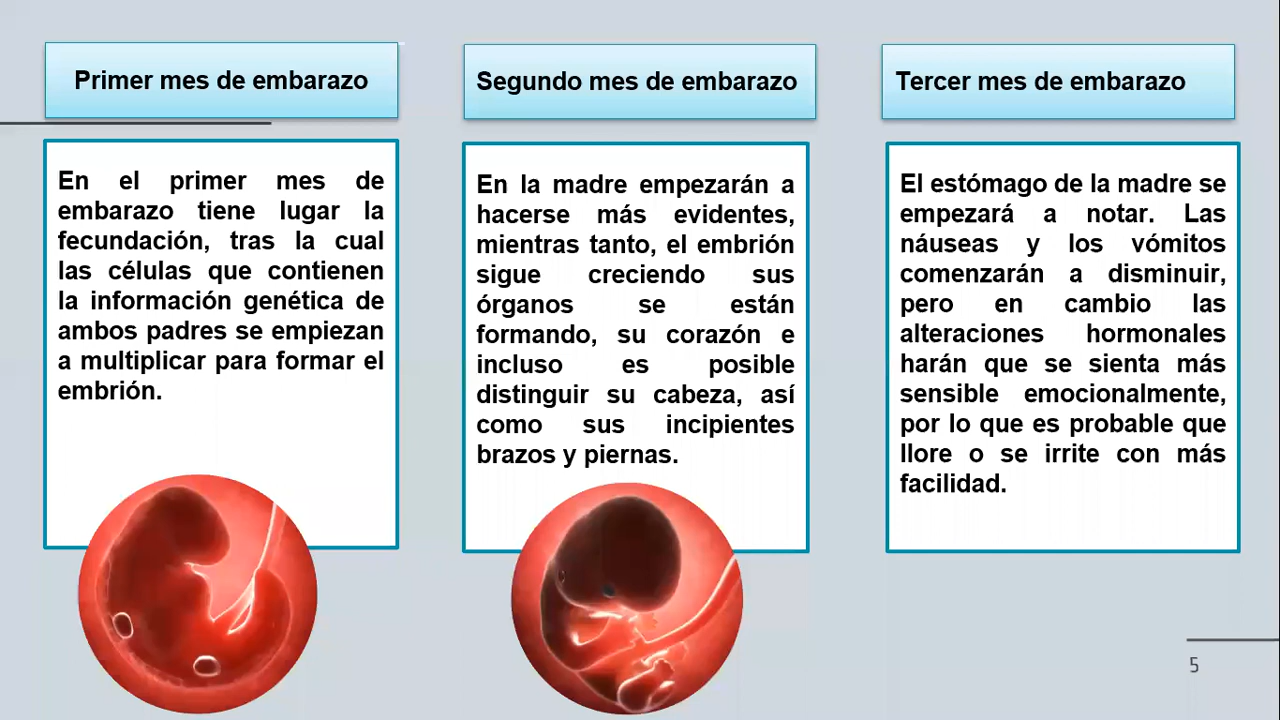 Primer mes de embarazo
En el primer mes de
embarazo tiene lugar la
fecundación, tras la cual
las células que contienen
la información genética de
ambos padres se empiezan
a multiplicar para formar el
embrión.
Segundo mes de embarazo
En la madre empezarán a
hacerse más evidentes,
mientras tanto, el embrión
sigue creciendo sus
órganos se están
formando, su corazón e
incluso es posible
distinguir su cabeza, así
como sus incipientes
brazos y piernas.
Tercer mes de embarazo
El estómago de la madre se
empezará a notar. Las
náuseas y los vómitos
comenzarán a disminuir,
pero en cambio las
alteraciones hormonales
harán que se sienta más
sensible emocionalmente,
por lo que es probable que
llore o se irrite con más
facilidad.
5